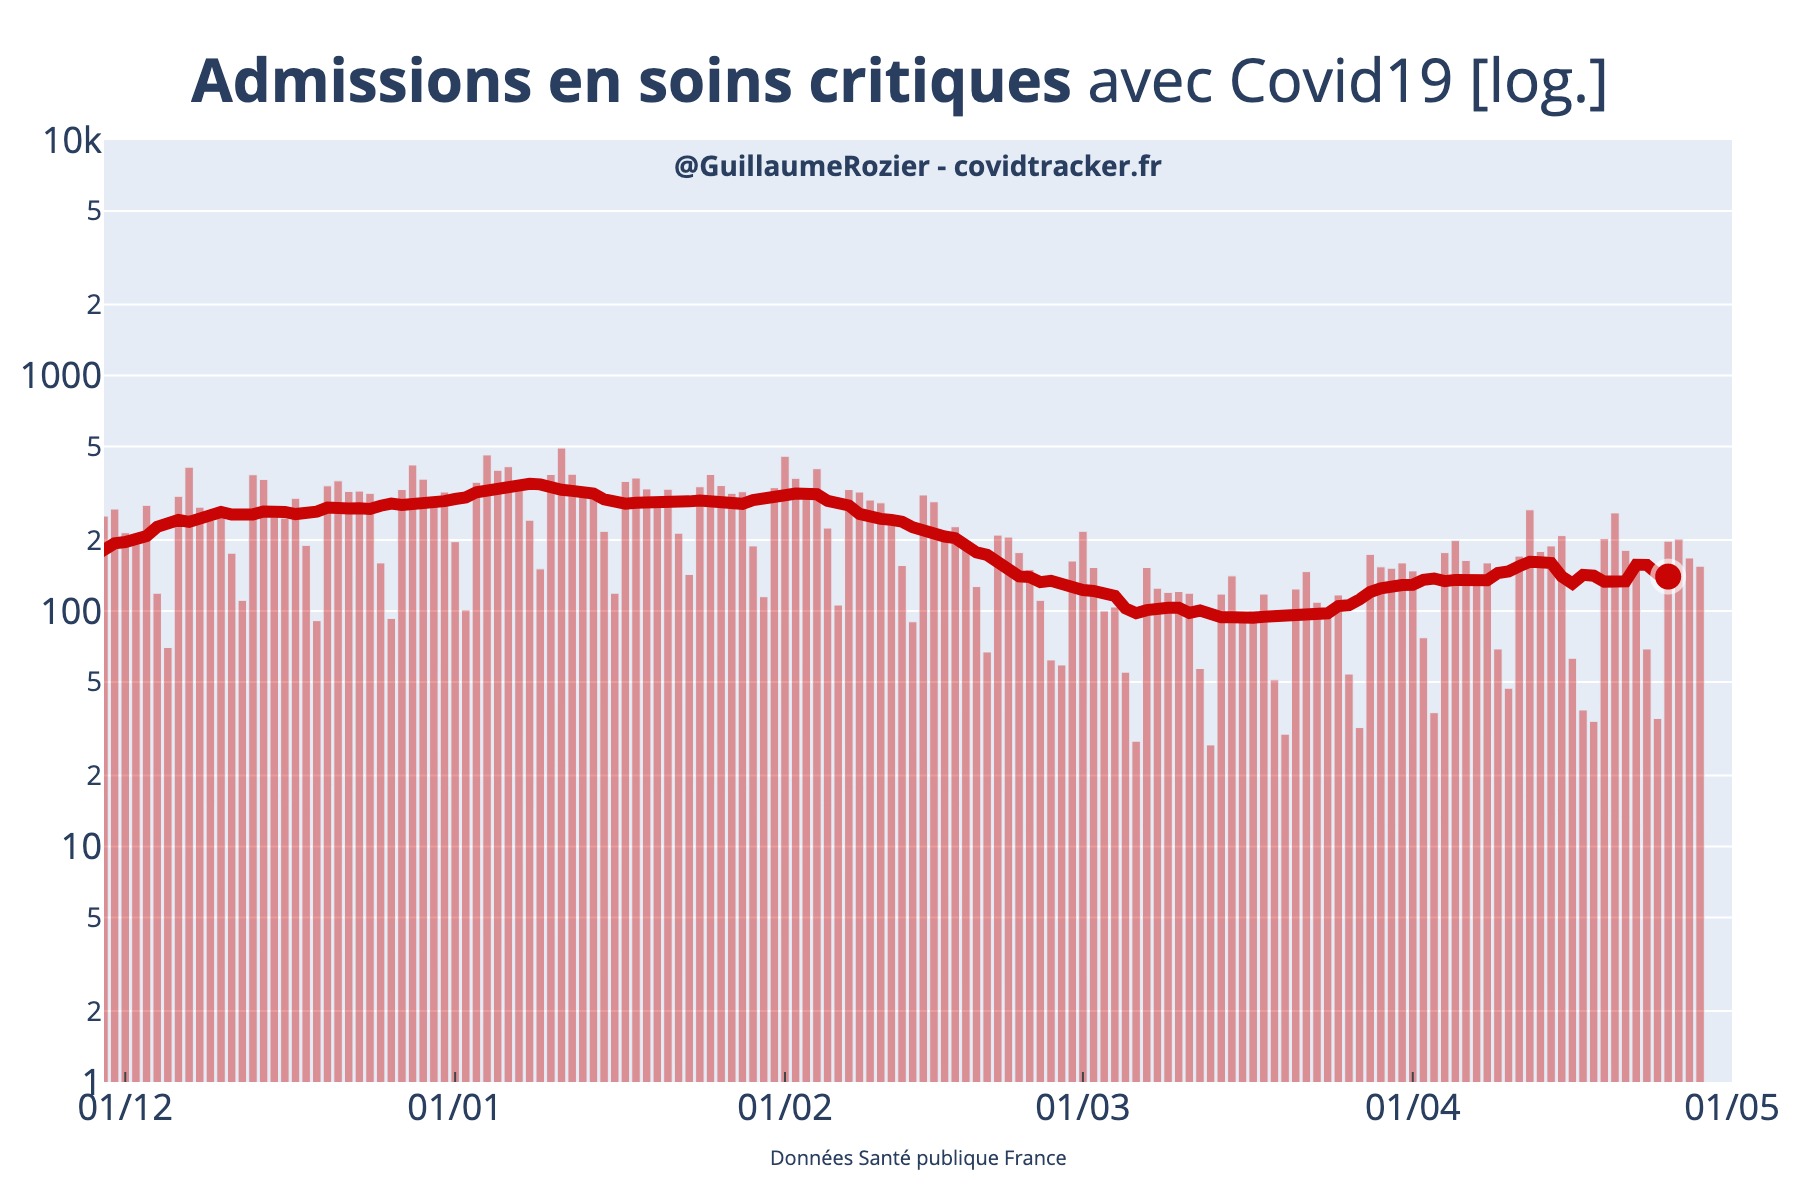 Admissions en soins critiques avec Covid19 [log.]
@GuillaumeRozier - covidtracker.fr
10k
5
2
1000
5
2
100
5
2
10
5
2
1
01/12 01/01 01/02 01/03 01/04 01/05
Données Santé publique France